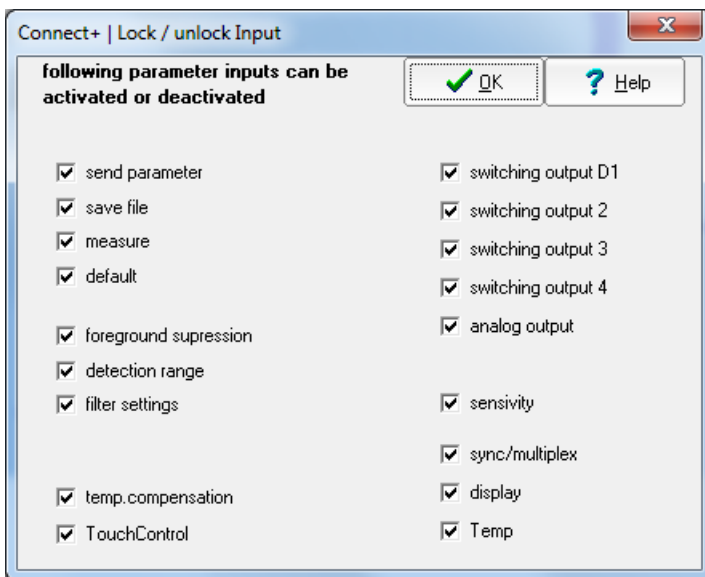 Connect+ | Lock / unlock Input
following parameter inputs can be
activated or deactivated
OK
Help
send parameter
save file
measure
default
foreground supression
detection range
filter settings
temp.compensation
TouchControl
switching output D1
switching output 2
switching output 3
switching output 4
analog output
sensivity
sync/multiplex
display
Temp